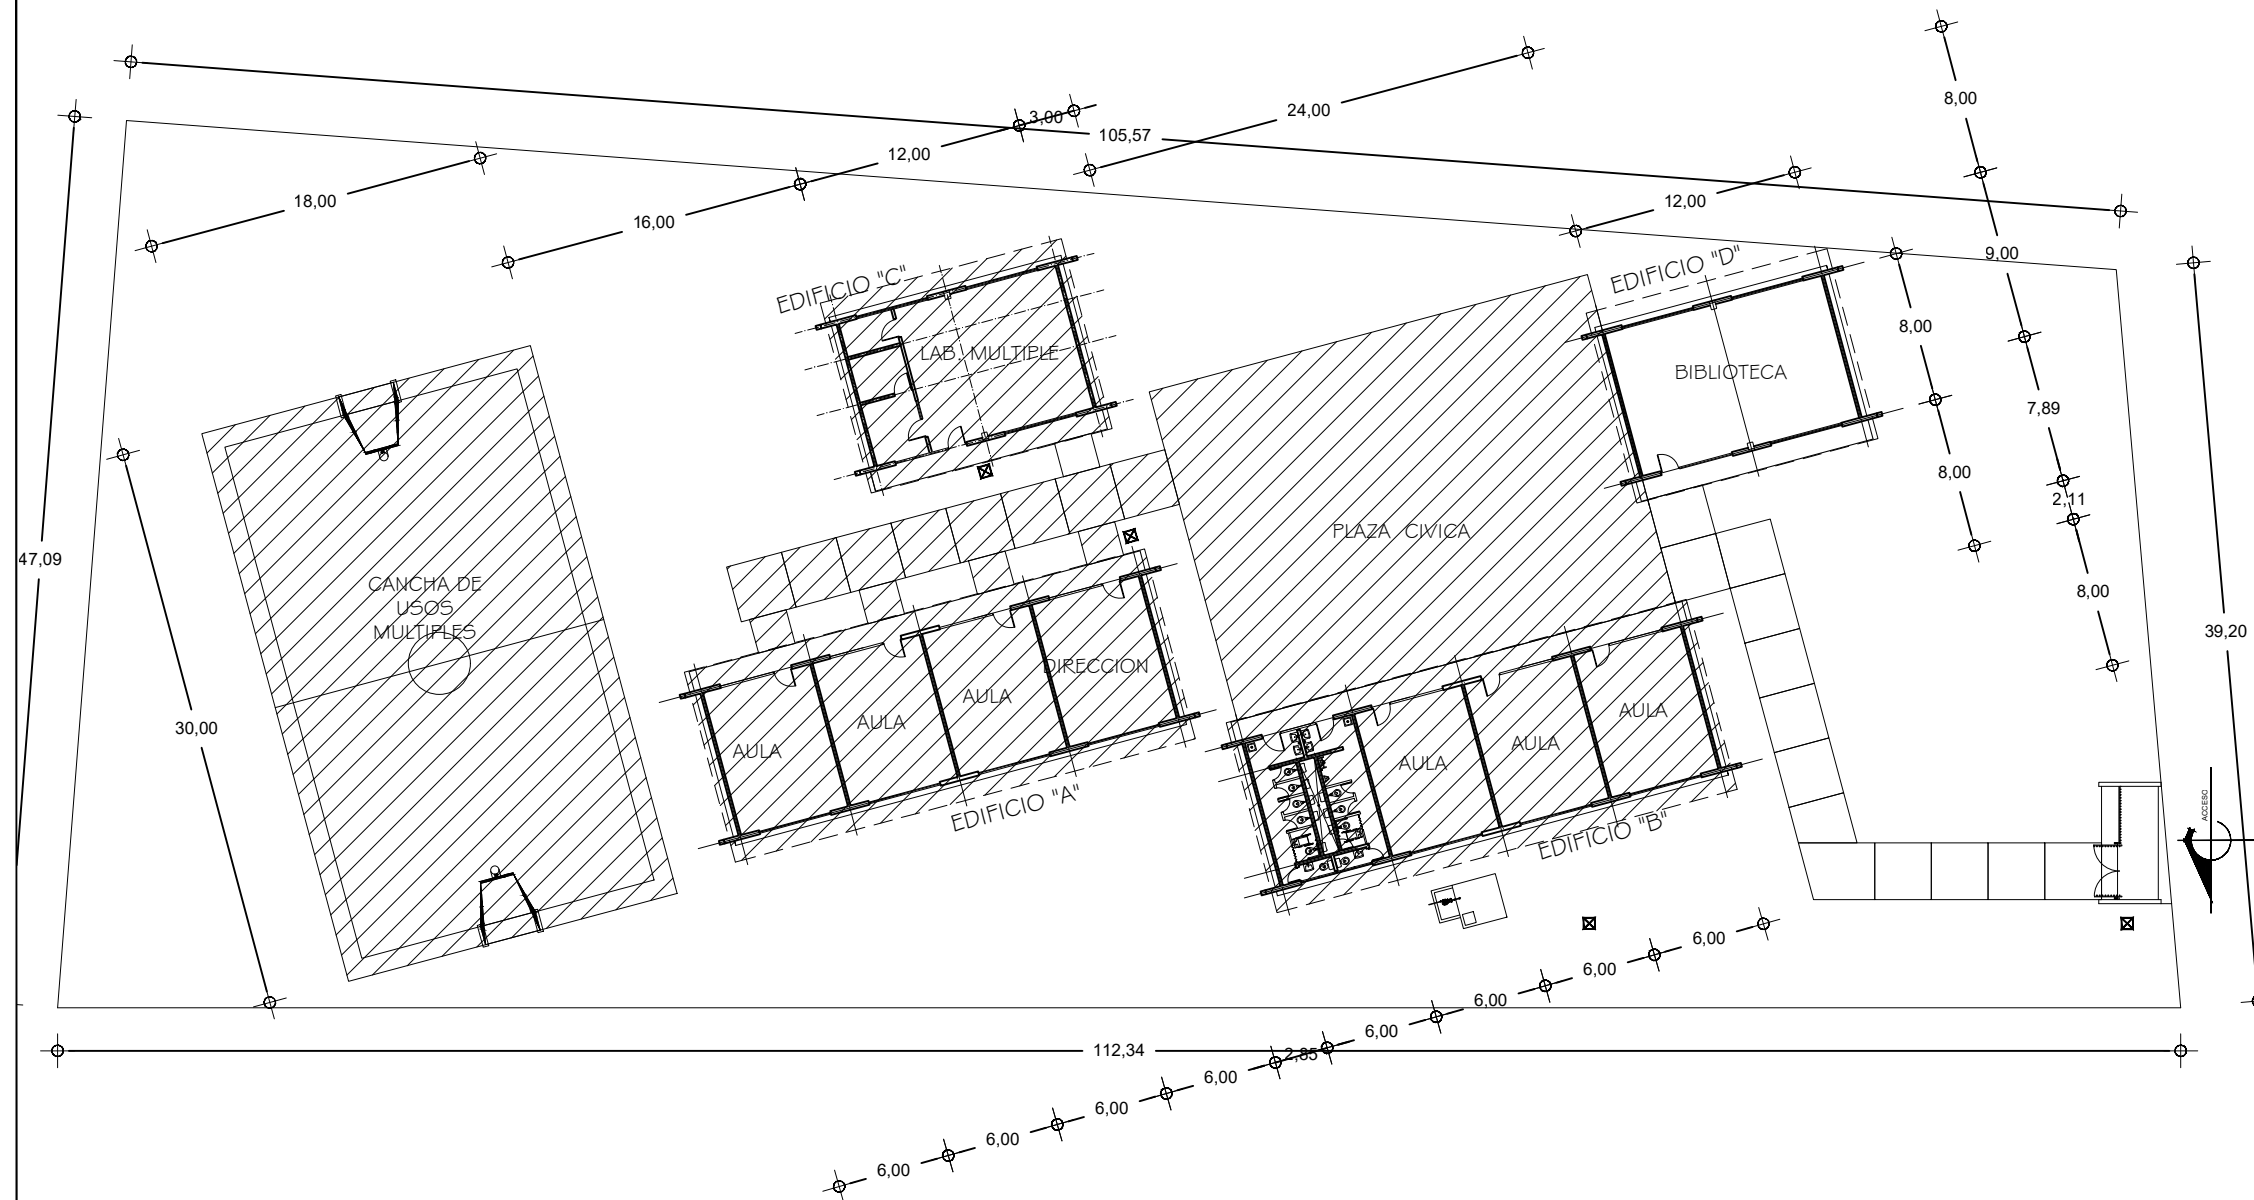 8,00
3,00
24,00
105,57
12,00
18,00
16,00
12,00
9,00
EDIFICIO "D"
EDIFICIO "C"
8,00
LAB. MULTIPLE
BIBLIOTECA
7,89
8,00
2,11
PLAZA CIVICA
47,09
CANCHA DE
USOS
MULTIPLES
8,00
39,20
DIRECCION
AULA
AULA
AULA
AULA
AULA
AULA
30,00
EDIFICIO "A"
EDIFICIO "B"
ACCESO
6,00
6,00
6,00
6,00
112,34
2,85
6,00
6,00
6,00
6,00